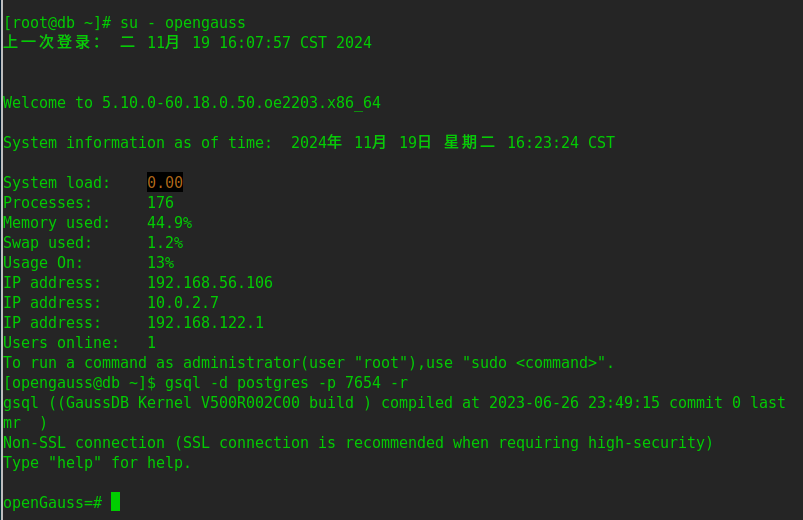 [root@db ~]# su - opengauss
上一次登录： 二 11月 19 16:07:57 CST 2024
Welcome to 5.10.0-60.18.0.50.oe2203.x86_64
System information as of time:  2024年 11月 19日 星期二 16:23:24 CST
System load:    0.00
Processes:      176
Memory used:    44.9%
Swap used:      1.2%
Usage On:       13%
IP address:     192.168.56.106
IP address:     10.0.2.7
IP address:     192.168.122.1
Users online:   1
To run a command as administrator(user "root"),use "sudo <command>".
[opengauss@db ~]$ gsql -d postgres -p 7654 -r
gsql ((GaussDB Kernel V500R002C00 build ) compiled at 2023-06-26 23:49:15 commit 0 last
mr  )
Non-SSL connection (SSL connection is recommended when requiring high-security)
Type "help" for help.
openGauss=#